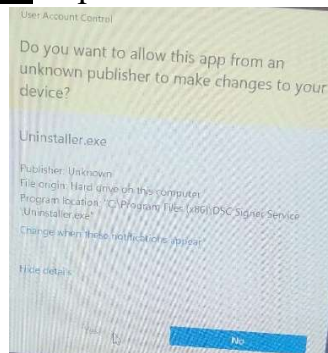 User Account Control
Do you want to allow this app from an
unknown publisher to make changes to your
device?
Uninstaller.exe
Publisher: Unknown
File origin: Hard drive on this computer
Program location: "C:\Program Files (x86)\DSC Signer Service
\Uninstaller.exe"
Change when these notifications appear
Hide details
Yes
No